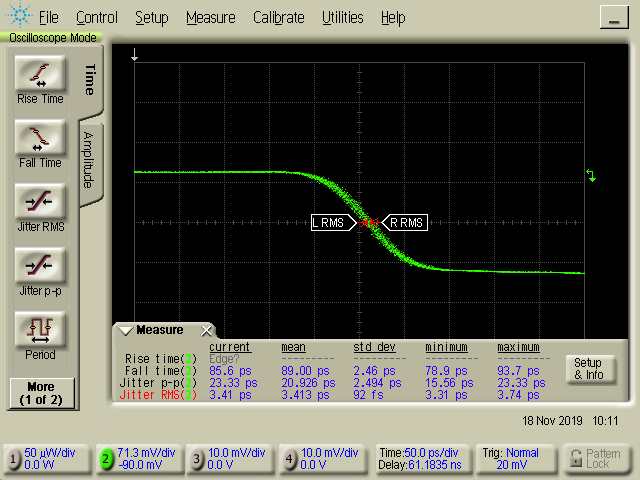 File Control Setup Measure Calibrate Utilities Help
Oscilloscope Mode
Time
Amplitude
Rise Time
Fall Time
Jitter RMS
Jitter p-p
Period
More
(1 of 2)
L RMS R RMS
Measure
current mean std dev minimum maximum
Rise time(2) Edge? --------- --------- --------- ---------
Fall time(2) 85.6 ps 89.00 ps 2.46 ps 78.9 ps 93.7 ps
Jitter p-p(2) 23.33 ps 20.926 ps 2.494 ps 15.56 ps 23.33 ps
Jitter RMS(2) 3.41 ps 3.413 ps 92 fs 3.31 ps 3.74 ps
Setup
& Info
18 Nov 2019 10:11
1 50 µW/div
0.0 W
2 71.3 mV/div
-90.0 mV
3 10.0 mV/div
0.0 V
4 10.0 mV/div
0.0 V
Time:50.0 ps/div
Delay:61.1835 ns
Trig: Normal
20 mV
Pattern
Lock